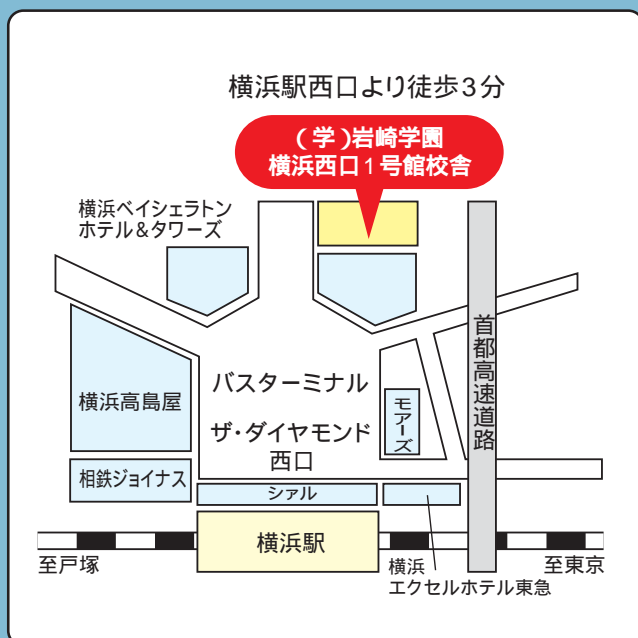 横浜駅西口より徒歩3分
(学)岩崎学園
横浜西口1号館校舎
横浜ベイシェラトン
ホテル&タワーズ
首都高速道路
バスターミナル
横浜高島屋
モアーズ
ザ・ダイヤモンド
西口
相鉄ジョイナス
シァル
横浜駅
至戸塚
横浜
エクセルホテル東急
至東京